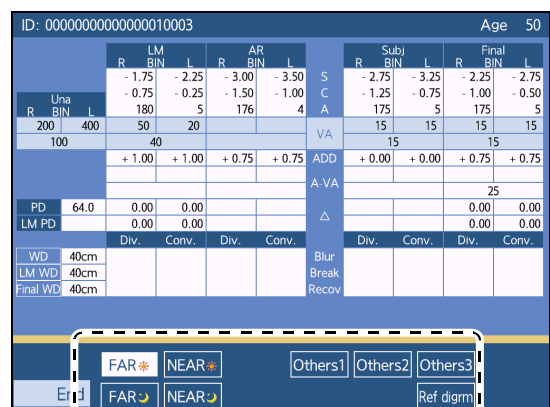 ID: 00000000000000010003 Age 50
LM AR Subj Final
R BIN L R BIN L R BIN L R BIN L
- 1.75 - 2.25 - 3.00 - 3.50 S - 2.75 - 3.25 - 2.25 - 2.75
- 0.75 - 0.25 - 1.50 - 1.00 C - 1.25 - 0.75 - 1.00 - 0.50
Una
R BIN L 180 5 176 4 A 175 5 175 5
200 400 50 20 VA 15 15 15 15
100 40 15 15
+ 1.00 + 1.00 + 0.75 + 0.75 ADD + 0.00 + 0.00 + 0.75 + 0.75
A-VA
25
PD 64.0 0.00 0.00 △ 0.00 0.00
LM PD 0.00 0.00 0.00 0.00
Div. Conv. Div. Conv. Div. Conv. Div. Conv.
WD 40cm Blur
LM WD 40cm Break
Final WD 40cm Recov
FAR NEAR Others1 Others2 Others3
End FAR NEAR Ref digrm